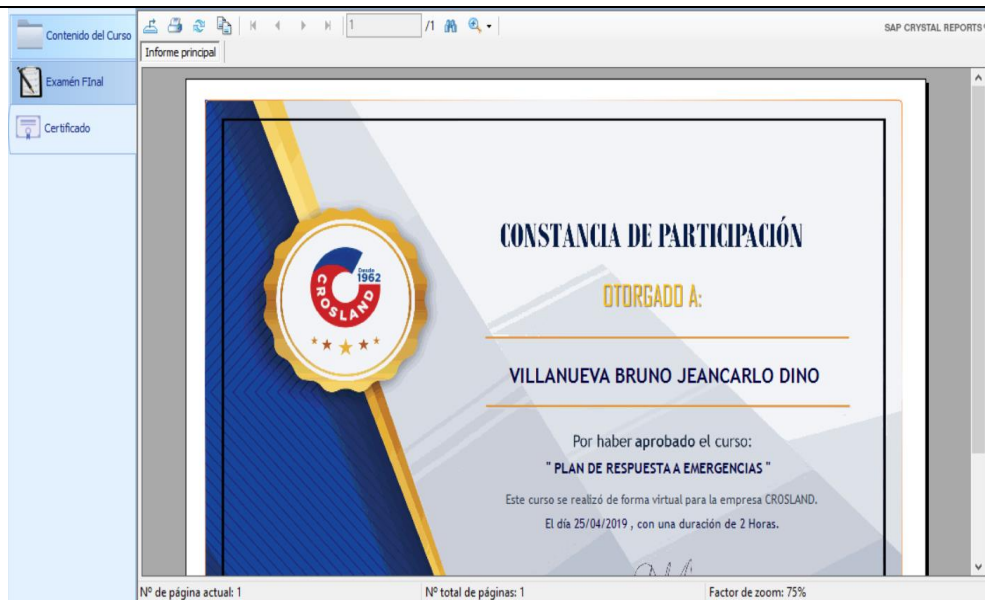 Contenido del Curso
Examén FInal
Certificado
1 /1
SAP CRYSTAL REPORTS®
Informe principal
Desde
1962
CROSLAND
CONSTANCIA DE PARTICIPACIÓN
OTORGADO A:
VILLANUEVA BRUNO JEANCARLO DINO
Por haber aprobado el curso:
" PLAN DE RESPUESTA A EMERGENCIAS "
Este curso se realizó de forma virtual para la empresa CROSLAND.
El día 25/04/2019 , con una duración de 2 Horas.
Nº de página actual: 1
Nº total de páginas: 1
Factor de zoom: 75%